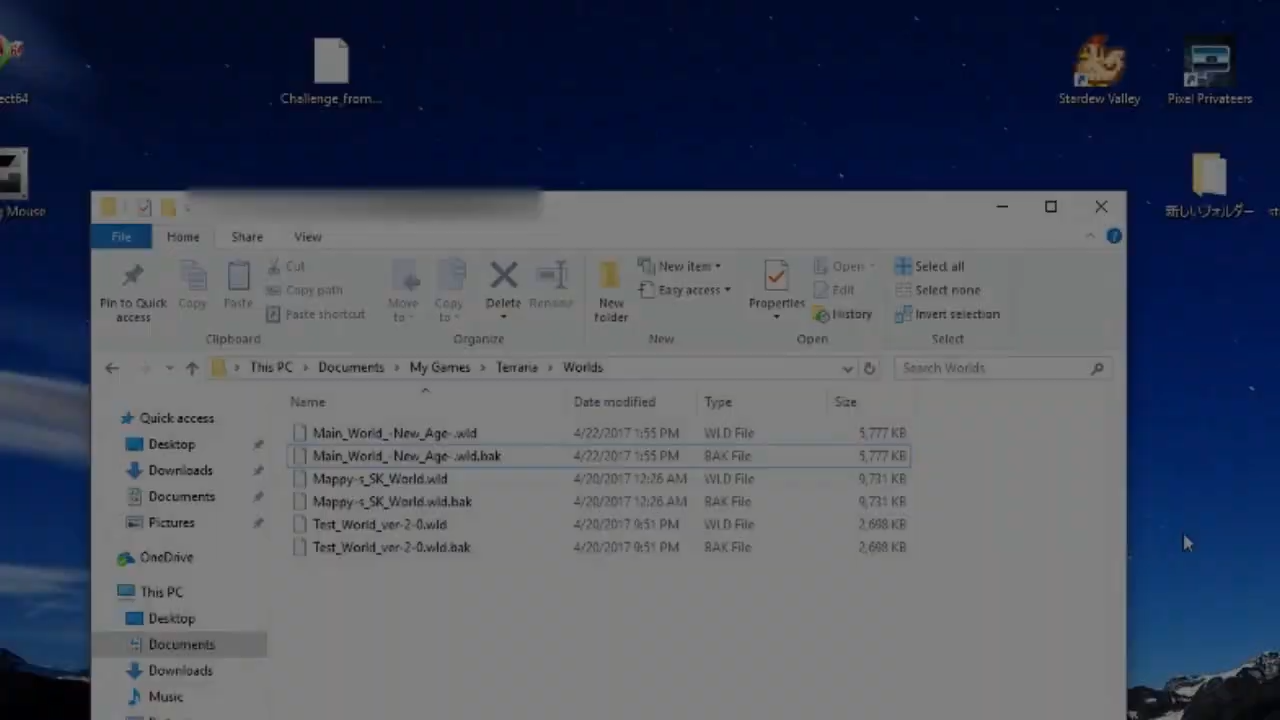 ect64
Challenge_from...
Stardew Valley
Pixel Privateers
Mouse
新しいフォルダー
st
File
Home
Share
View
Pin to Quick access
Copy
Paste
Cut
Copy path
Paste shortcut
Clipboard
Move to
Copy to
Delete
Rename
Organize
New folder
New item
Easy access
New
Properties
Open
Edit
History
Open
Select all
Select none
Invert selection
Select
This PC > Documents > My Games > Terraria > Worlds
Search Worlds
Name Date modified Type Size
Main_World_-New_Age-.wld 4/22/2017 1:55 PM WLD File 5,777 KB
Main_World_-New_Age-.wld.bak 4/22/2017 1:55 PM BAK File 5,777 KB
Mappy-s_SK_World.wld 4/20/2017 12:26 AM WLD File 9,731 KB
Mappy-s_SK_World.wld.bak 4/20/2017 12:26 AM BAK File 9,731 KB
Test_World_ver-2-0.wld 4/20/2017 9:51 PM WLD File 2,698 KB
Test_World_ver-2-0.wld.bak 4/20/2017 9:51 PM BAK File 2,698 KB
Quick access
Desktop
Downloads
Documents
Pictures
OneDrive
This PC
Desktop
Documents
Downloads
Music